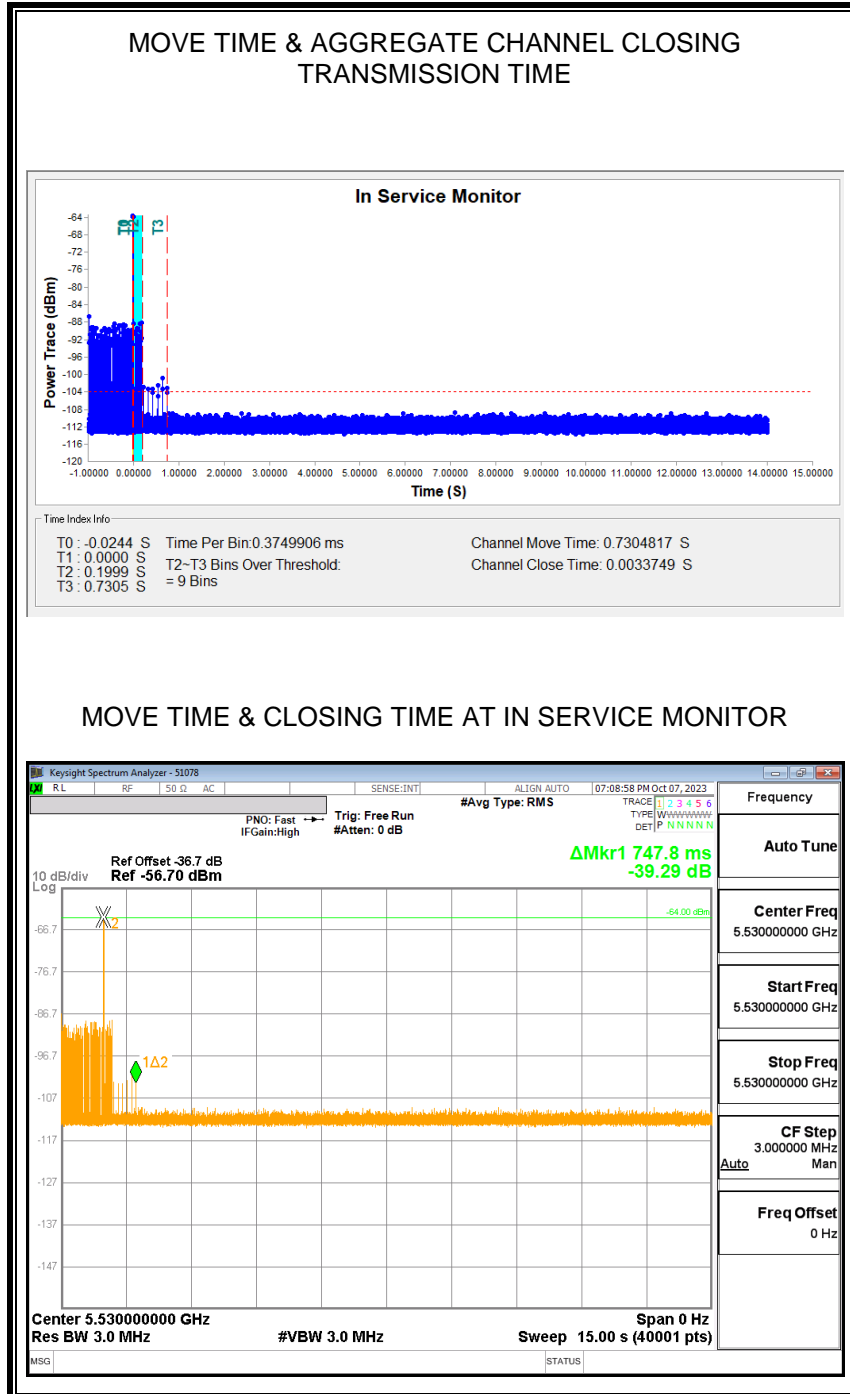 MOVE TIME & AGGREGATE CHANNEL CLOSING
TRANSMISSION TIME
In Service Monitor
T2
T3
-64
-68
-72
-76
-80
-84
-88
-92
-96
-100
-104
-108
-112
-116
-120
Power Trace (dBm)
-1.00000 0.00000 1.00000 2.00000 3.00000 4.00000 5.00000 6.00000 7.00000 8.00000 9.00000 10.00000 11.00000 12.00000 13.00000 14.00000 15.00000
Time (S)
Time Index Info
T0 : -0.0244 S Time Per Bin:0.3749906 ms Channel Move Time: 0.7304817 S
T1 : 0.0000 S T2~T3 Bins Over Threshold: Channel Close Time: 0.0033749 S
T2 : 0.1999 S = 9 Bins
T3 : 0.7305 S
MOVE TIME & CLOSING TIME AT IN SERVICE MONITOR
Keysight Spectrum Analyzer - 51078
LXI RL RF 50 Ω AC SENSE:INT ALIGN AUTO 07:08:58 PM Oct 07, 2023
Frequency
#Avg Type: RMS TRACE 1 2 3 4 5 6
PNO: Fast Trig: Free Run TYPE WWWWWW
IFGain:High #Atten: 0 dB DET P N N N N N
Auto Tune
ΔMkr1 747.8 ms
-39.29 dB
Ref Offset -36.7 dB
10 dB/div Ref -56.70 dBm
Log
-64.00 dBm
2
1Δ2
-66.7
-76.7
-86.7
-96.7
-107
-117
-127
-137
-147
Center Freq
5.530000000 GHz
Start Freq
5.530000000 GHz
Stop Freq
5.530000000 GHz
CF Step
3.000000 MHz
Auto Man
Freq Offset
0 Hz
Center 5.530000000 GHz Span 0 Hz
Res BW 3.0 MHz #VBW 3.0 MHz Sweep 15.00 s (40001 pts)
MSG STATUS